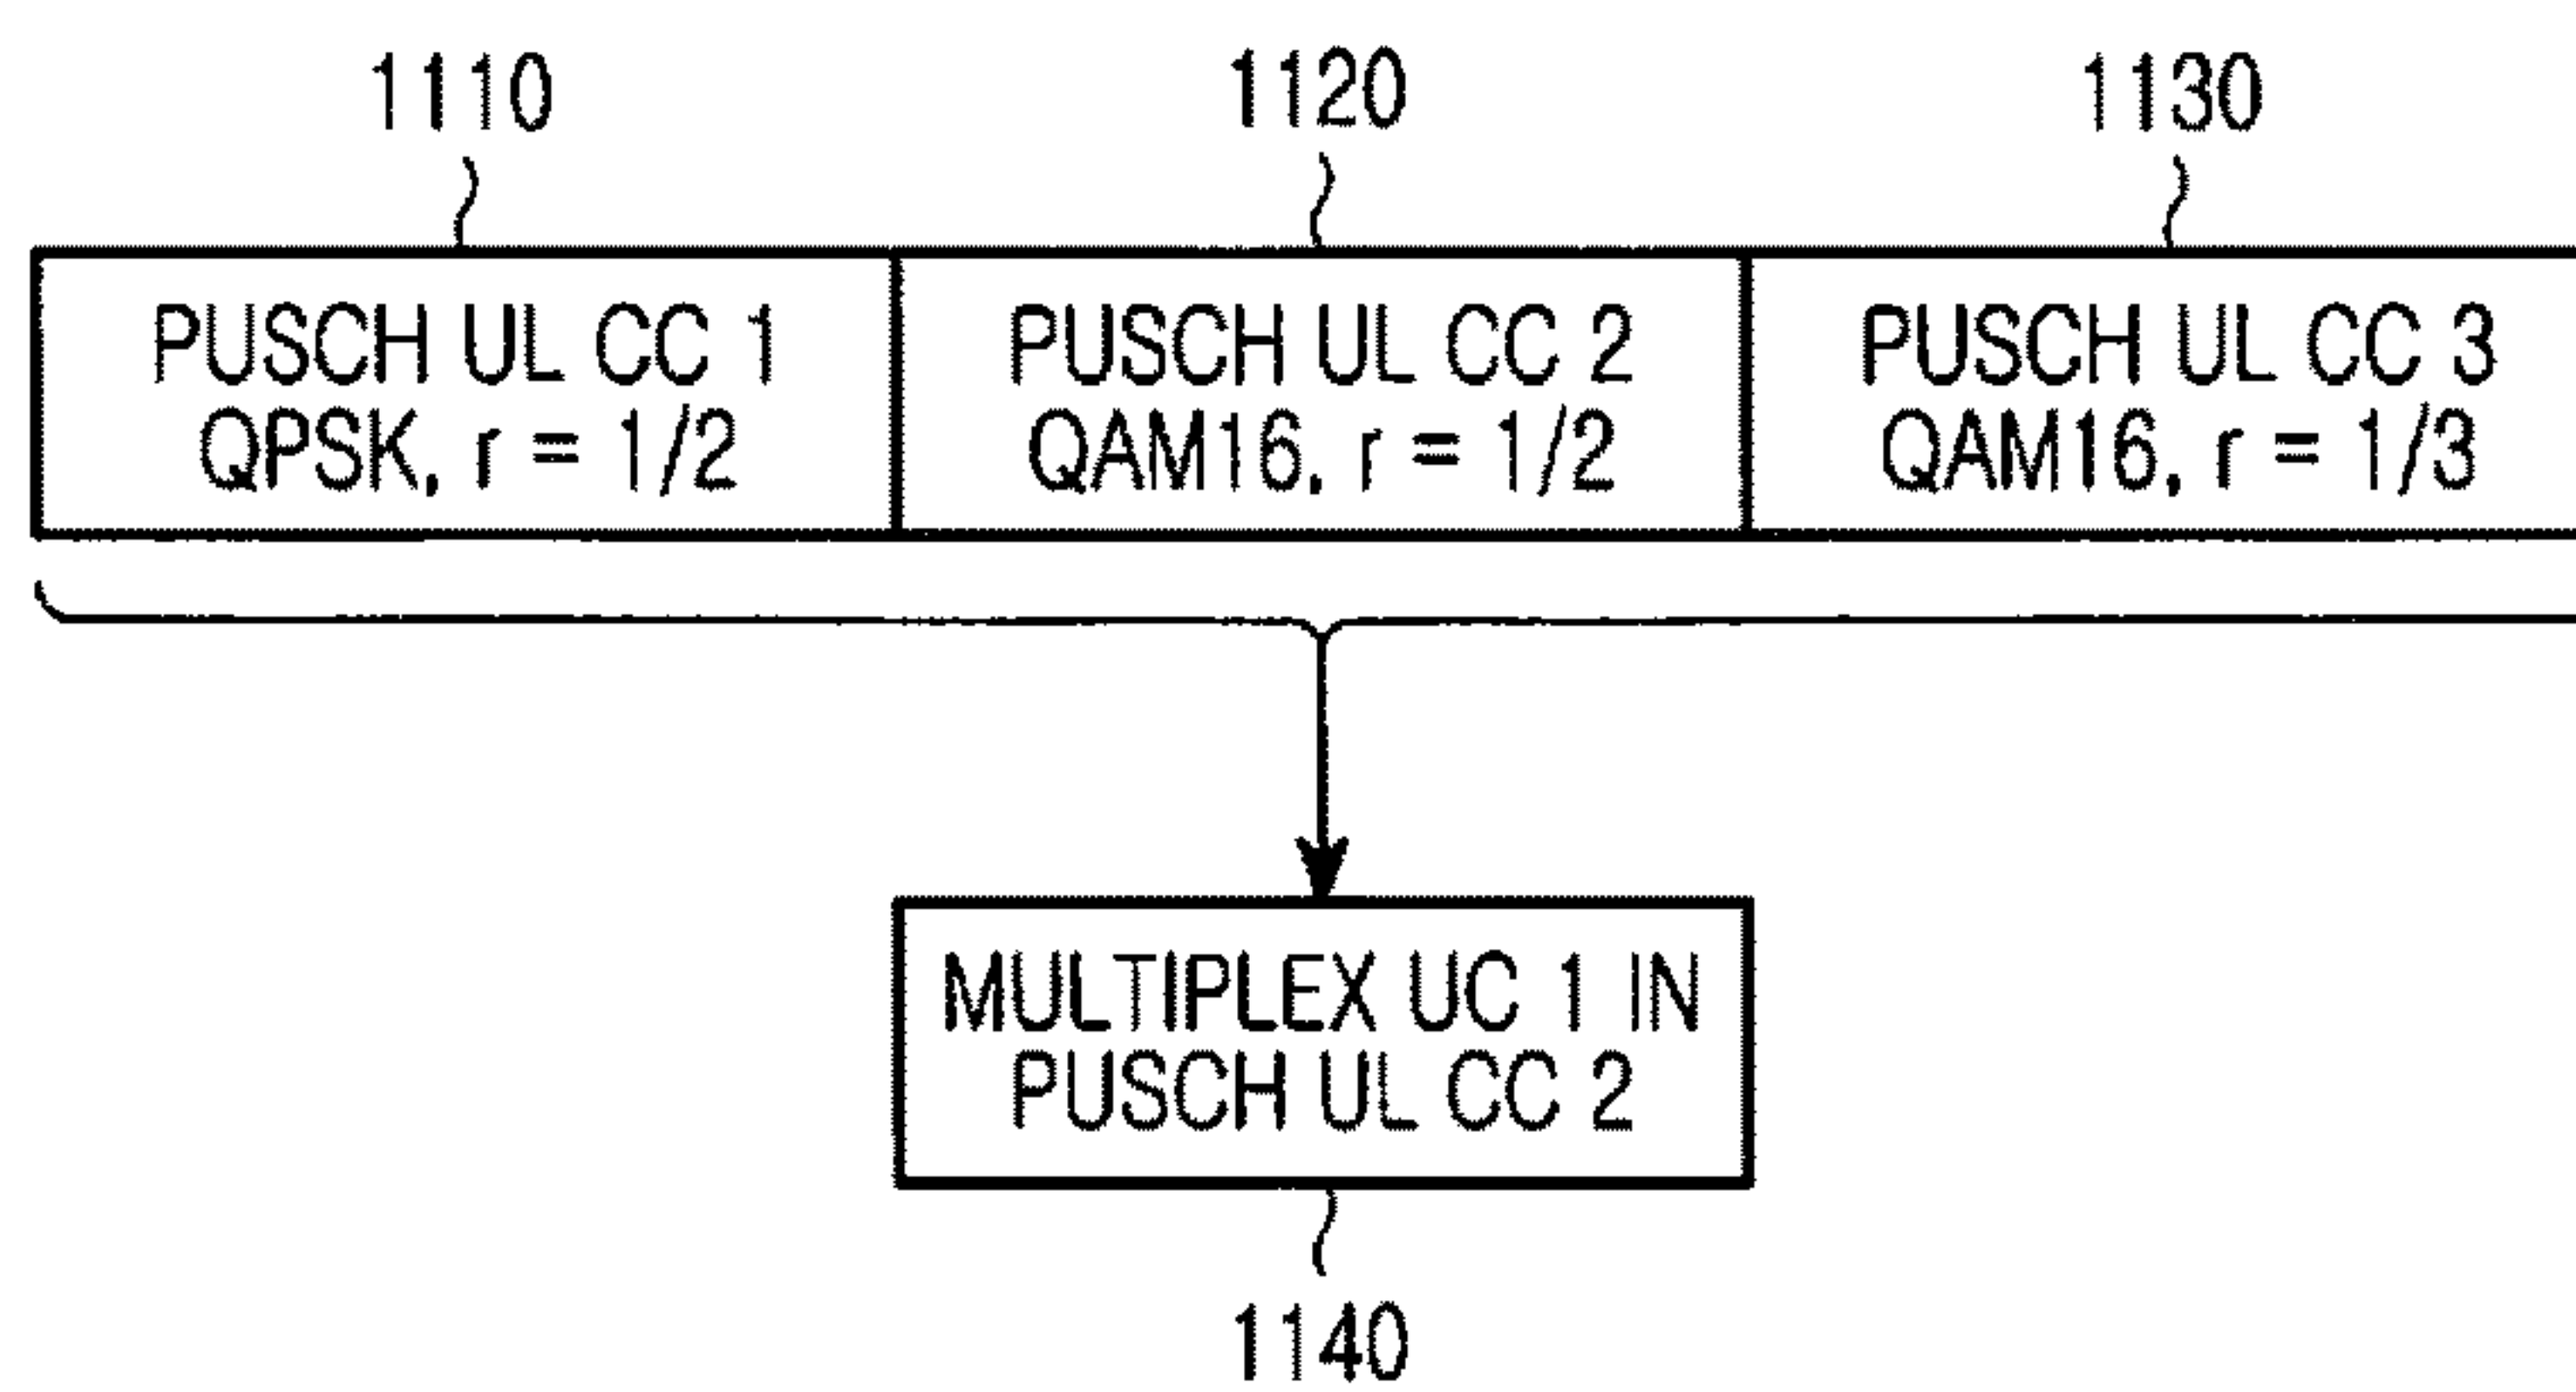 1110 1120 1130
PUSCH UL CC 1
QPSK, r = 1/2
PUSCH UL CC 2
QAM16, r = 1/2
PUSCH UL CC 3
QAM16, r = 1/3
MULTIPLEX UC 1 IN
PUSCH UL CC 2
1140